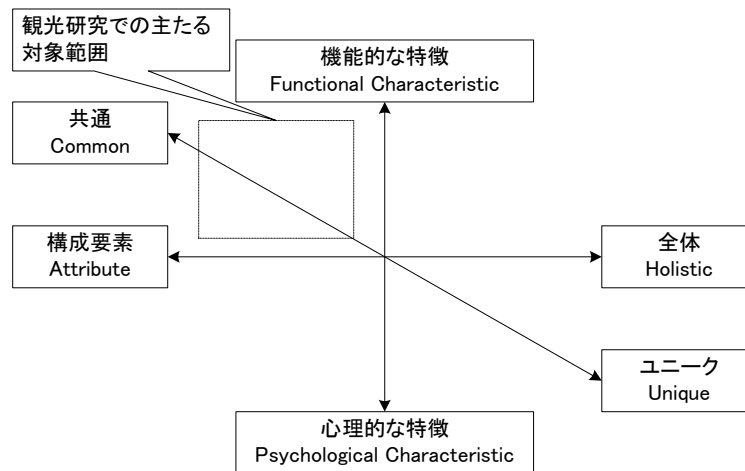 観光研究での主たる
対象範囲
機能的な特徴
Functional Characteristic
共通
Common
構成要素
Attribute
全体
Holistic
ユニーク
Unique
心理的な特徴
Psychological Characteristic